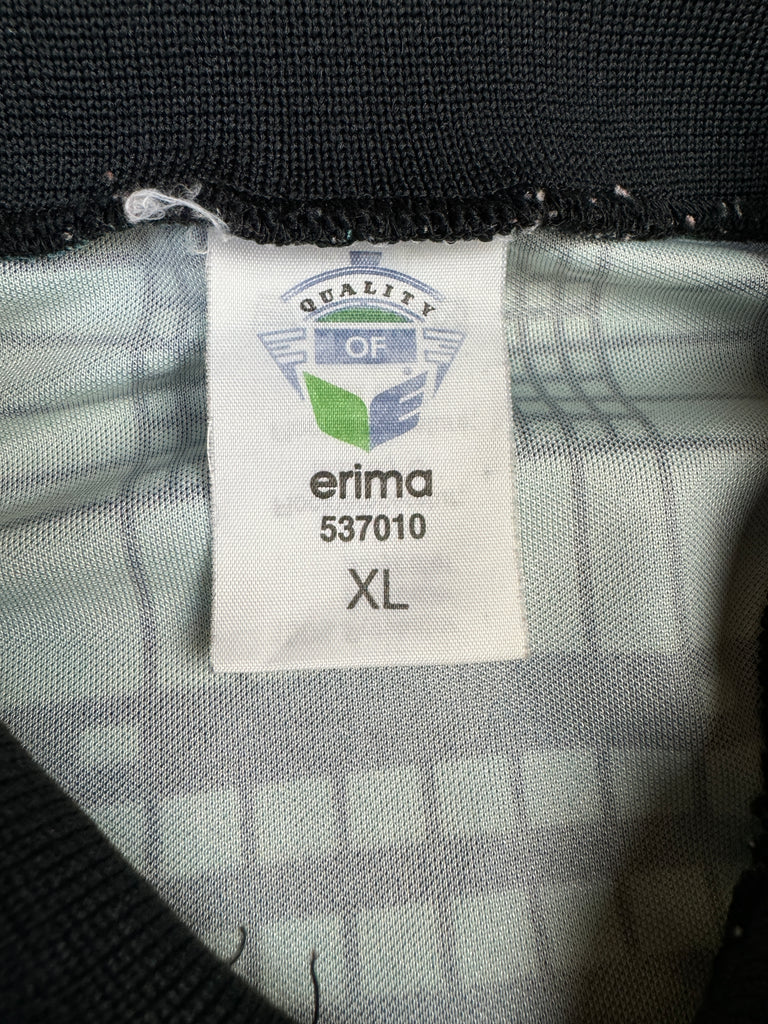 QUALITY
OF
erima
537010
XL